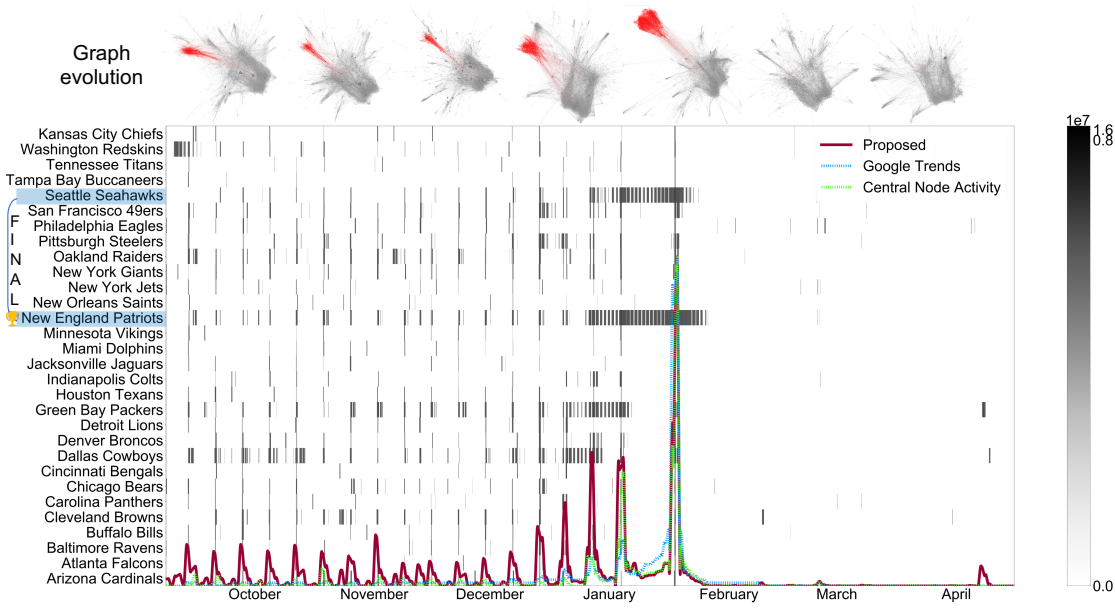 Graph
evolution
Kansas City Chiefs
Washington Redskins
Tennessee Titans
Tampa Bay Buccaneers
Seattle Seahawks
San Francisco 49ers
Philadelphia Eagles
Pittsburgh Steelers
Oakland Raiders
New York Giants
New York Jets
New Orleans Saints
New England Patriots
Minnesota Vikings
Miami Dolphins
Jacksonville Jaguars
Indianapolis Colts
Houston Texans
Green Bay Packers
Detroit Lions
Denver Broncos
Dallas Cowboys
Cincinnati Bengals
Chicago Bears
Carolina Panthers
Cleveland Browns
Buffalo Bills
Baltimore Ravens
Atlanta Falcons
Arizona Cardinals
FINAL
Proposed
Google Trends
Central Node Activity
October November December January February March April
1e7
1.6
0.8
0.0